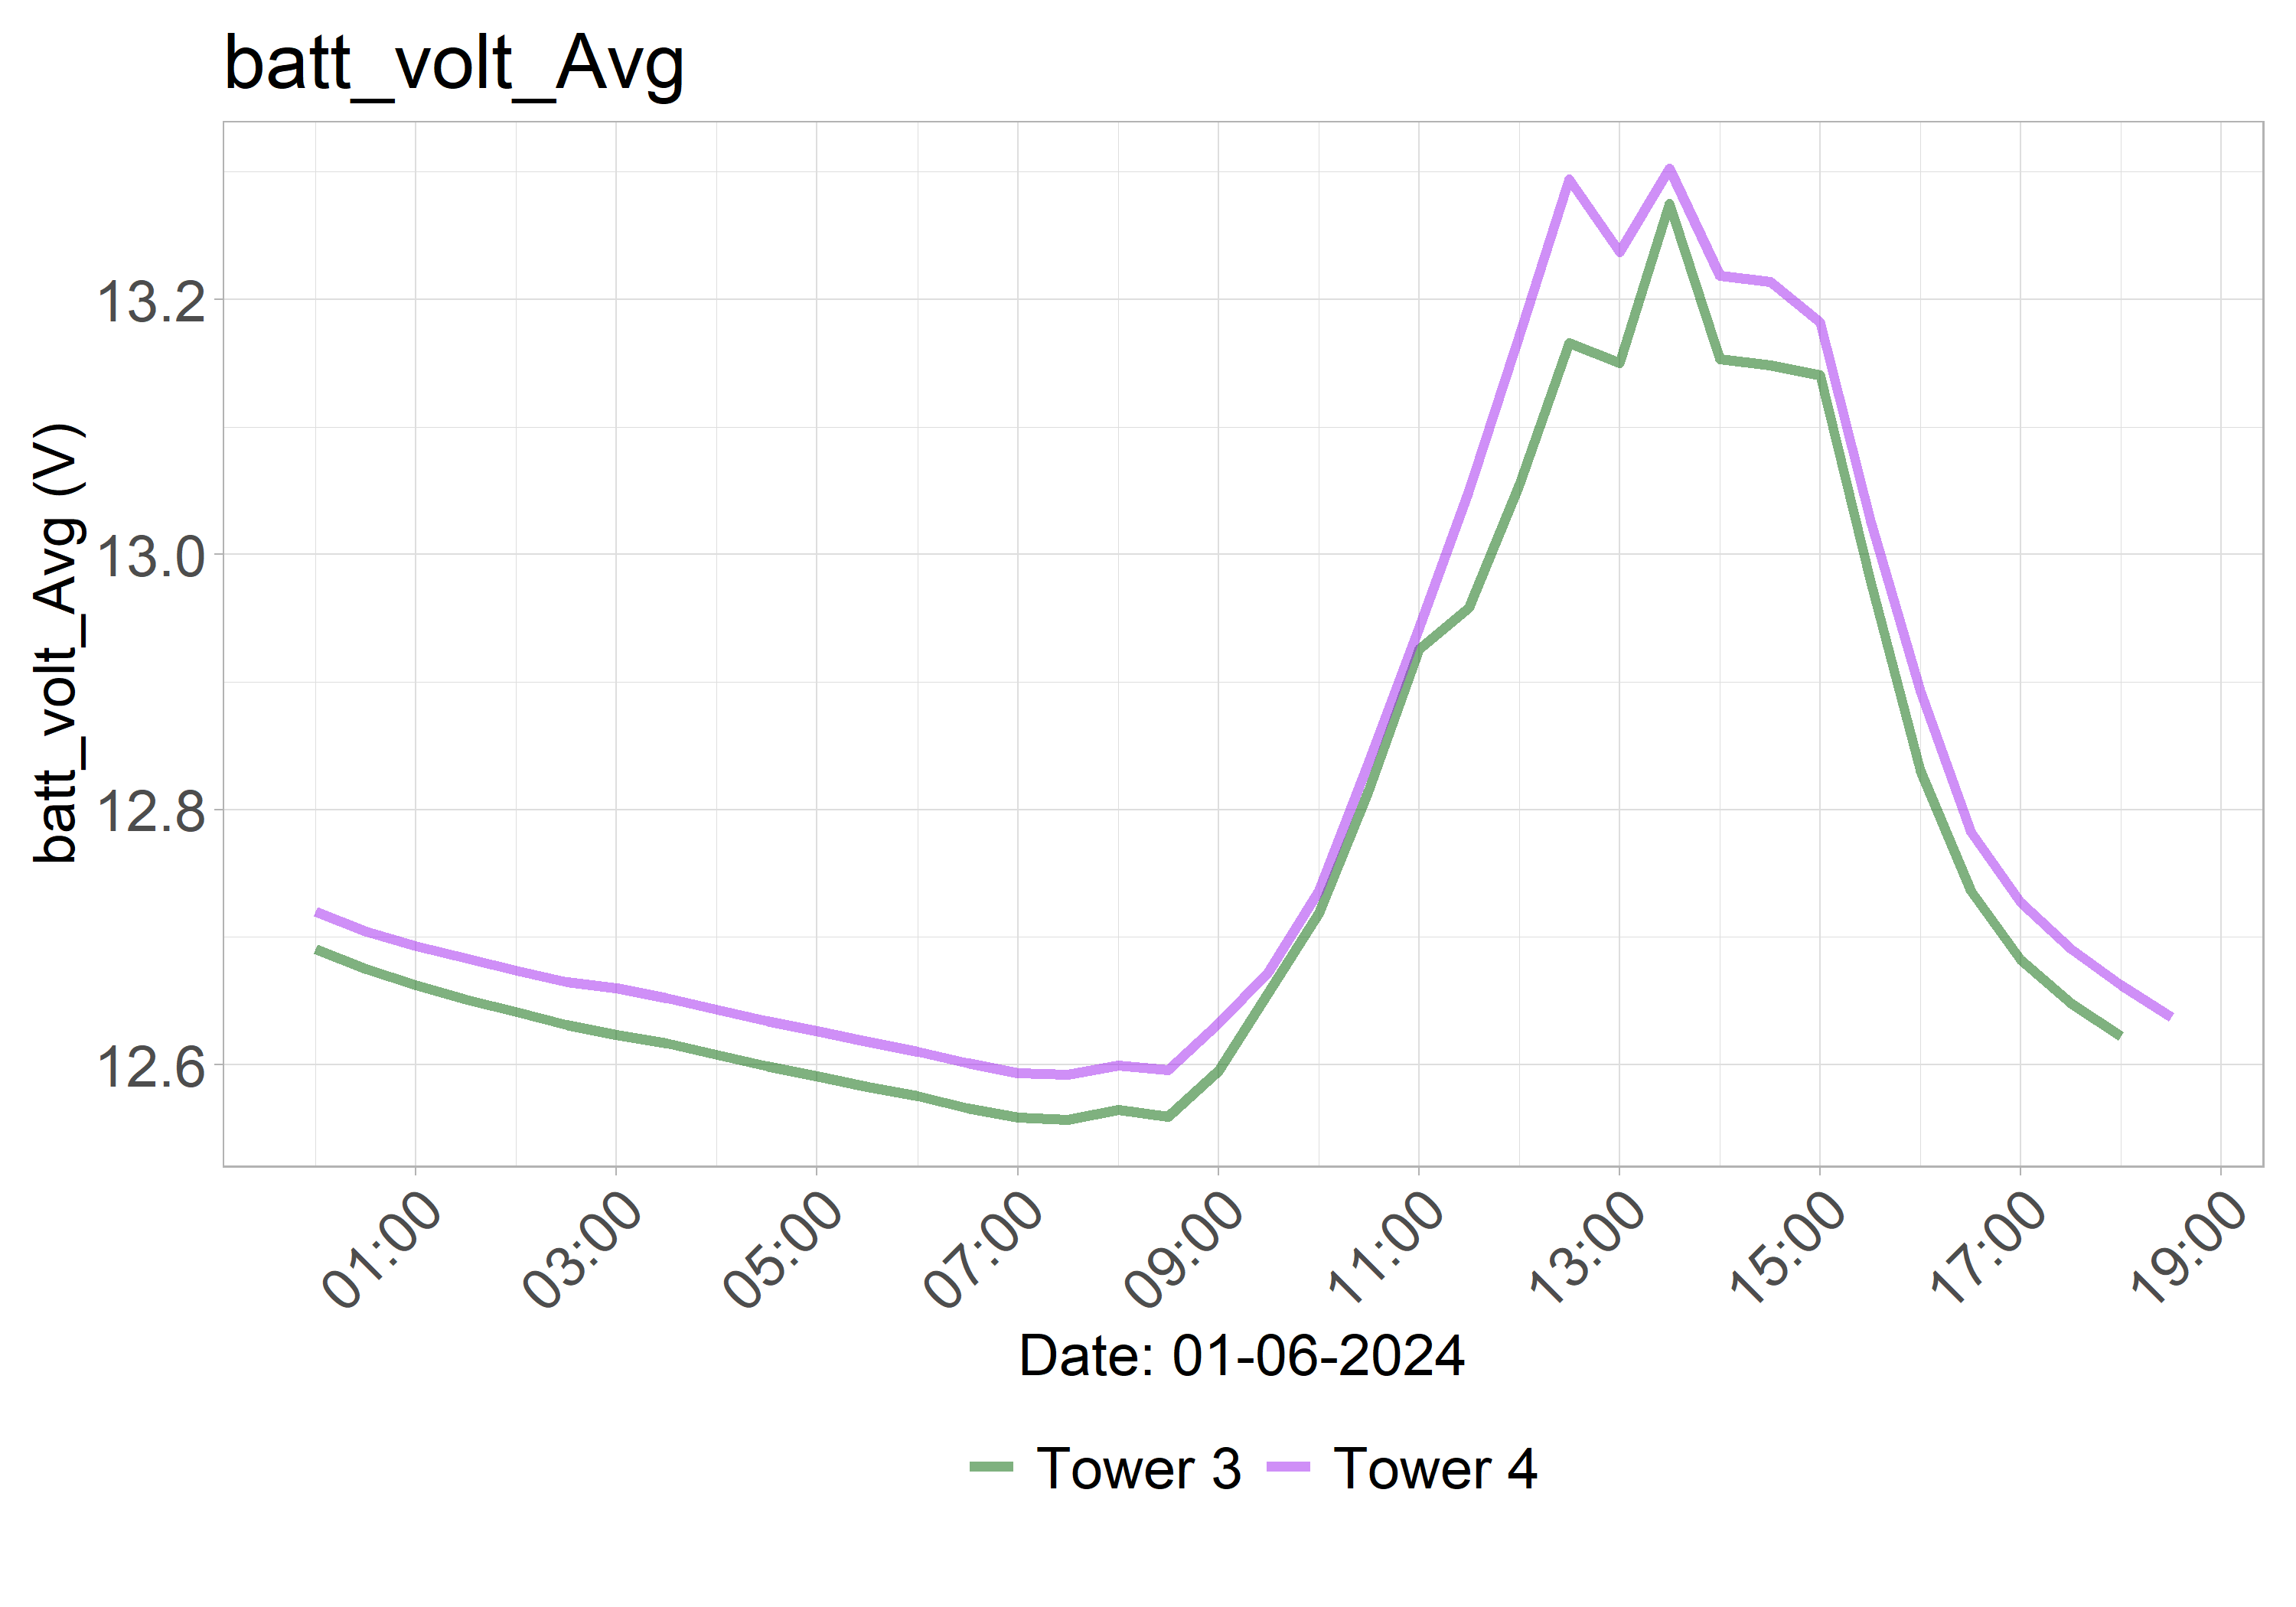 batt_volt_Avg
batt_volt_Avg (V)
13.2
13.0
12.8
12.6
01:00 03:00 05:00 07:00 09:00 11:00 13:00 15:00 17:00 19:00
Date: 01-06-2024
Tower 3 Tower 4